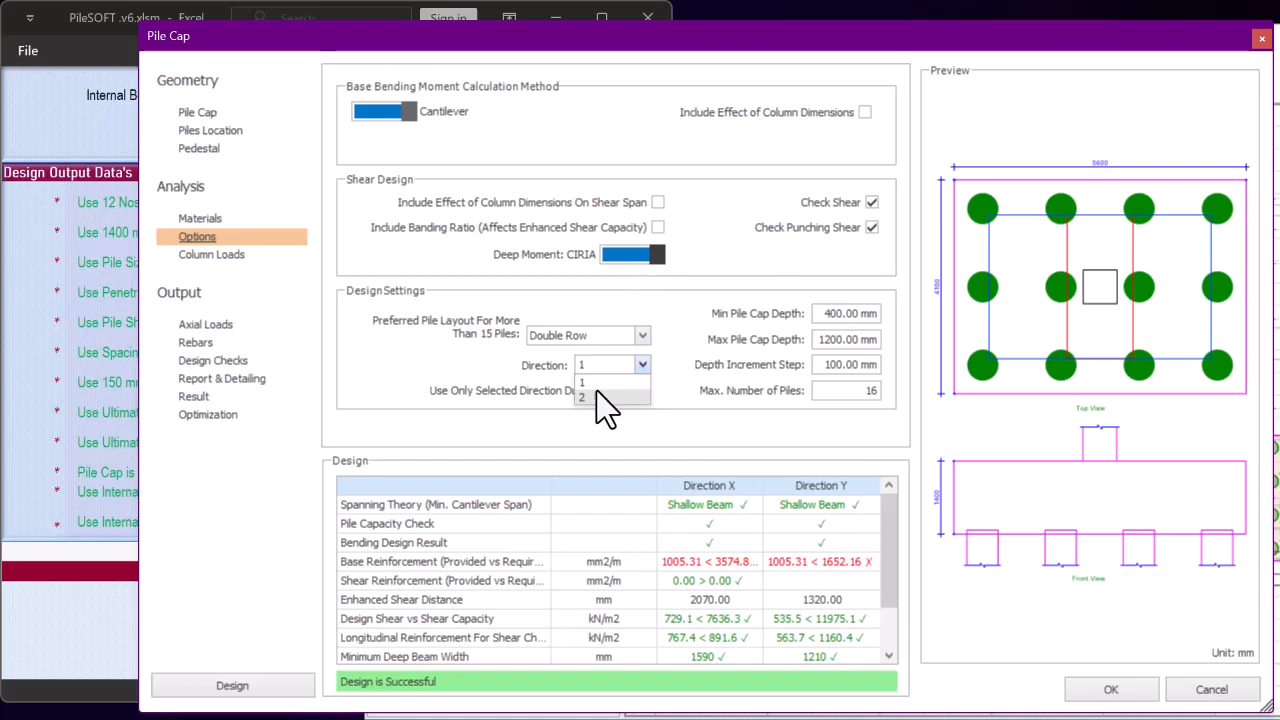 PileSOFT v16.2
Search
Sign in
Pile Cap
File
Internal B
Design Output Data's
* Use 12 Nos
* Use 1400 m
* Use Pile Siz
* Use Penetr
* Use Pile Sh
* Use Spacin
* Use 150 m
* Use Ultimat
* Use Ultimat
* Pile Cap is
* Use Interna
* Use Interna
Geometry
Pile Cap
Piles Location
Pedestal
Analysis
Materials
Options
Column Loads
Output
Axial Loads
Rebars
Design Checks
Report & Detailing
Result
Optimization
Design
Base Bending Moment Calculation Method
Cantilever
Include Effect of Column Dimensions
Shear Design
Include Effect of Column Dimensions On Shear Span
Check Shear
Include Banding Ratio (Affects Enhanced Shear Capacity)
Check Punching Shear
Deep Moment: CIRIA
Design Settings
Preferred Pile Layout For More
Than 15 Piles:
Double Row
Direction:
1
1
2
Use Only Selected Direction Du
Min Pile Cap Depth: 400.00 mm
Max Pile Cap Depth: 1200.00 mm
Depth Increment Step: 100.00 mm
Max. Number of Piles: 16
Design
Direction X Direction Y
Spanning Theory (Min. Cantilever Span) Shallow Beam ✓ Shallow Beam ✓
Pile Capacity Check ✓ ✓
Bending Design Result ✓ ✓
Base Reinforcement (Provided vs Requir... mm2/m 1005.31 < 3574.8... 1005.31 < 1652.16 X
Shear Reinforcement (Provided vs Requi... mm2/m 0.00 > 0.00 ✓
Enhanced Shear Distance mm 2070.00 1320.00
Design Shear vs Shear Capacity kN/m2 729.1 < 7636.3 ✓ 535.5 < 11975.1 ✓
Longitudinal Reinforcement For Shear Ch... kN/m2 767.4 < 891.6 ✓ 563.7 < 1160.4 ✓
Minimum Deep Beam Width mm 1590 ✓ 1210 ✓
Design is Successful
Preview
5600
4100
Top View
1400
Front View
Unit: mm
OK
Cancel